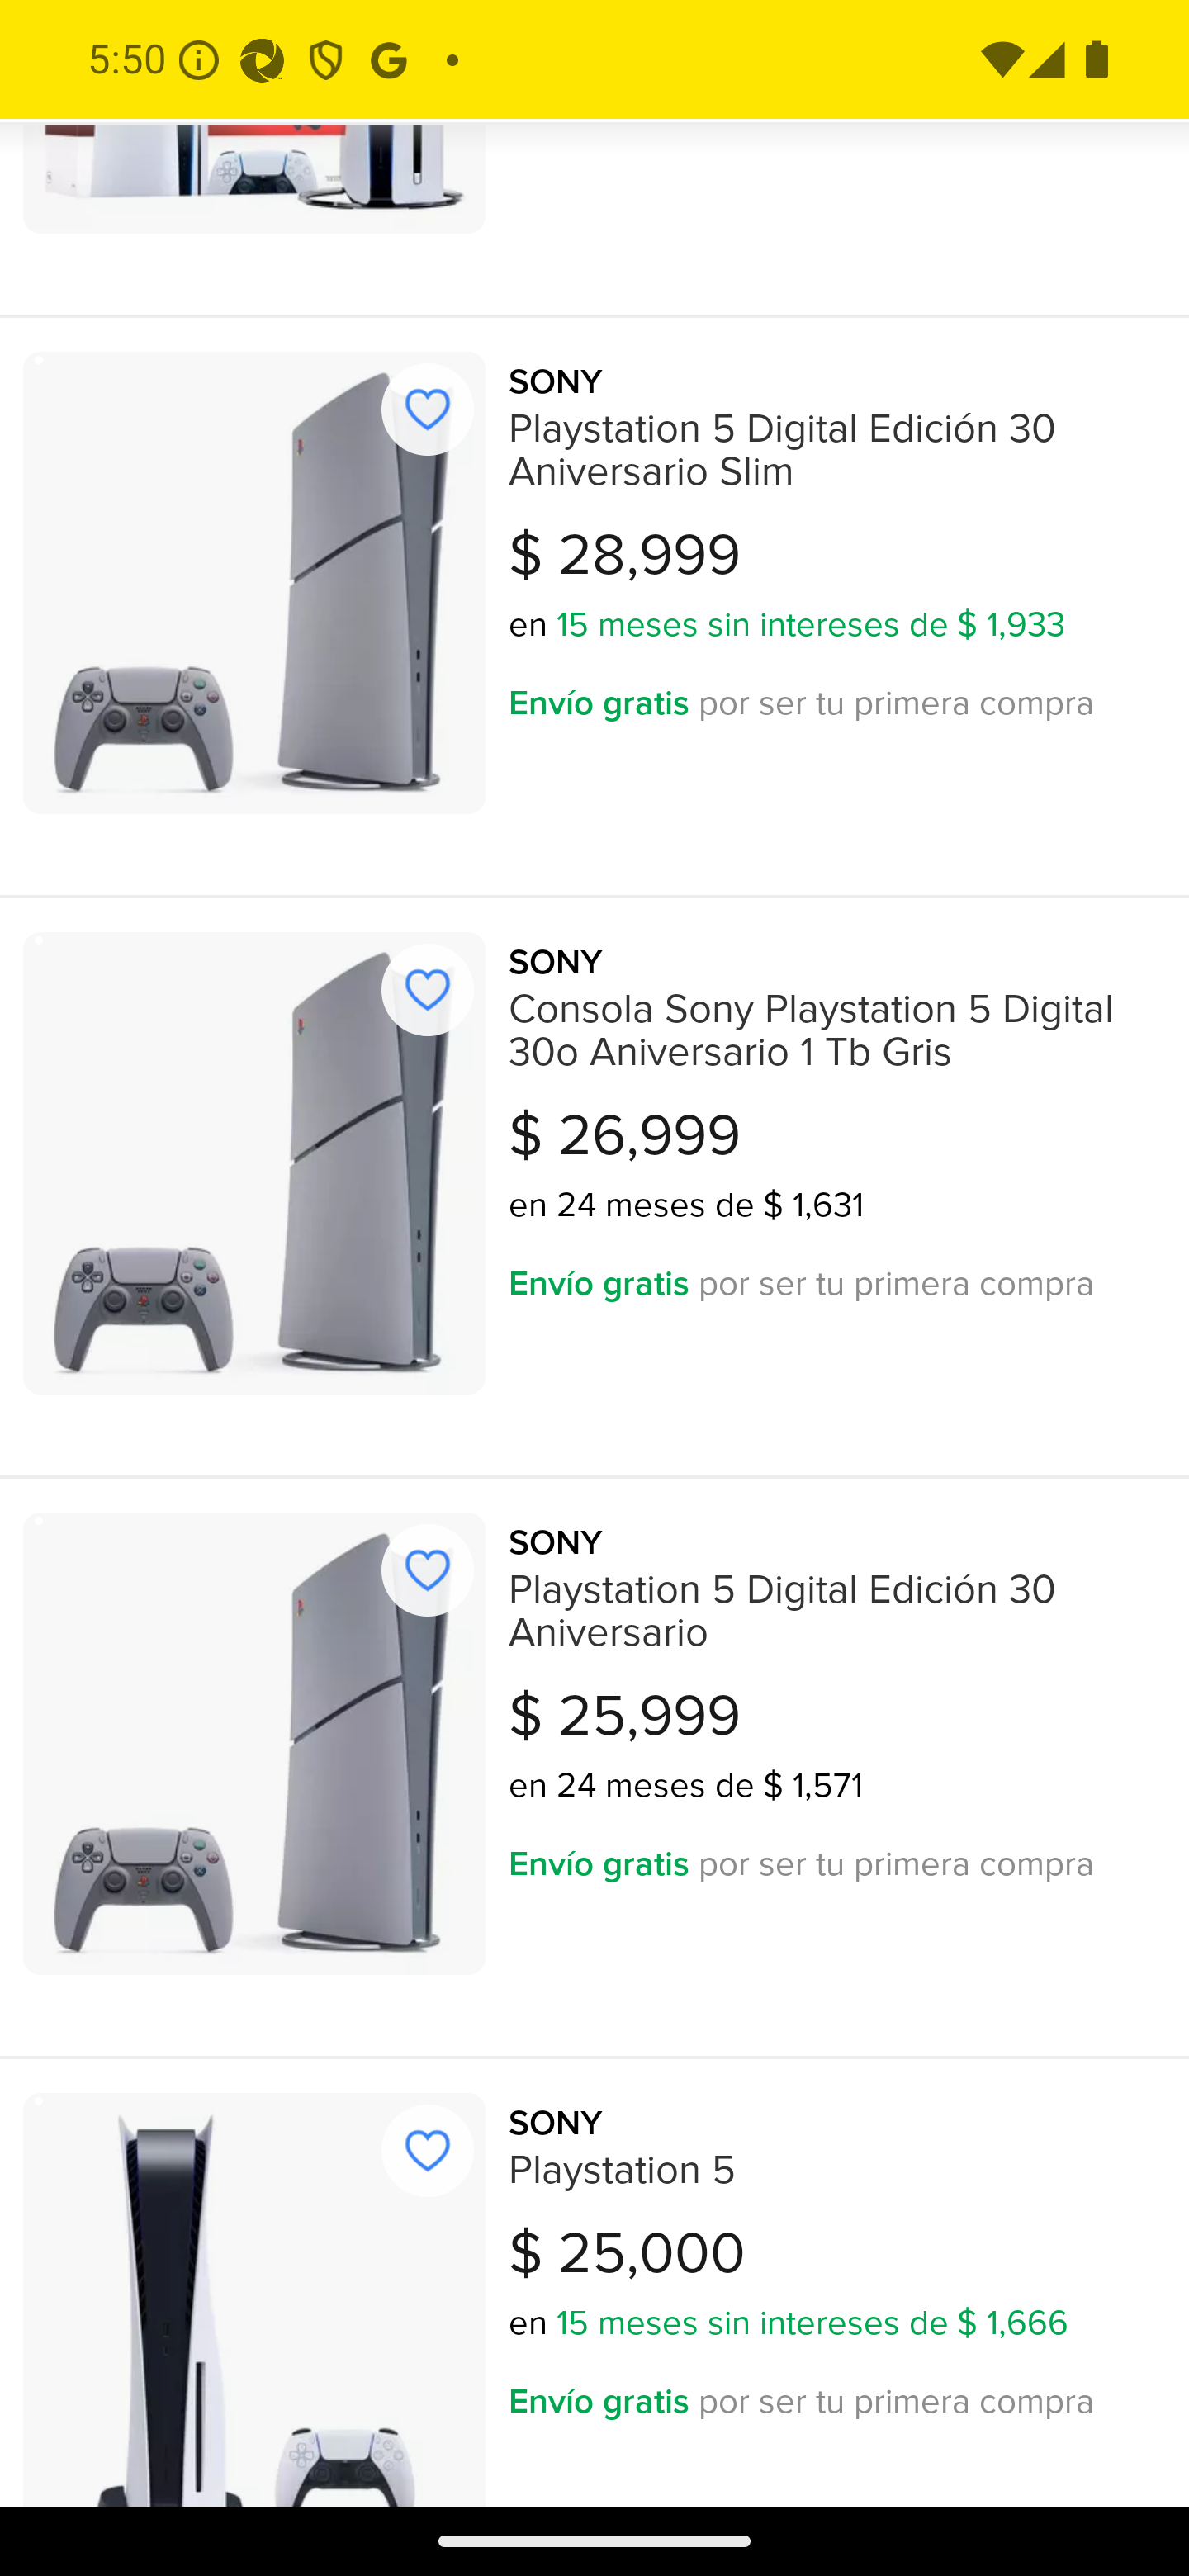 5:50
SONY
Playstation 5 Digital Edición 30
Aniversario Slim
$ 28,999
en 15 meses sin intereses de $ 1,933
Envío gratis por ser tu primera compra
SONY
Consola Sony Playstation 5 Digital
30o Aniversario 1 Tb Gris
$ 26,999
en 24 meses de $ 1,631
Envío gratis por ser tu primera compra
SONY
Playstation 5 Digital Edición 30
Aniversario
$ 25,999
en 24 meses de $ 1,571
Envío gratis por ser tu primera compra
SONY
Playstation 5
$ 25,000
en 15 meses sin intereses de $ 1,666
Envío gratis por ser tu primera compra